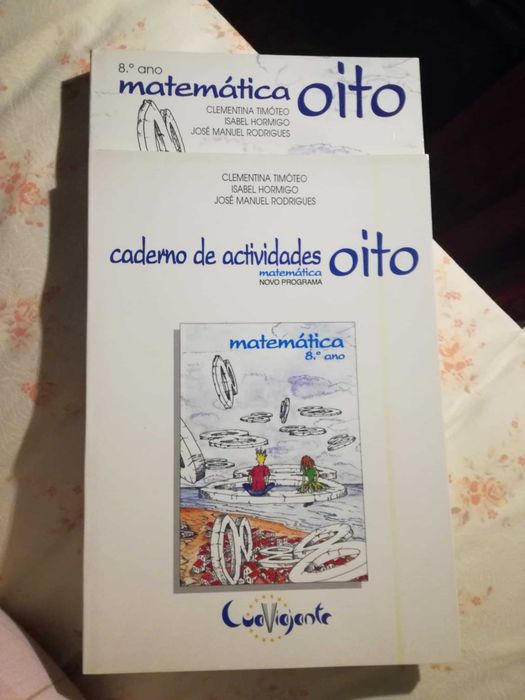 8.º ano
matemática oito
CLEMENTINA TIMÓTEO
ISABEL HORMIGO
JOSÉ MANUEL RODRIGUES
CLEMENTINA TIMÓTEO
ISABEL HORMIGO
JOSÉ MANUEL RODRIGUES
caderno de actividades oito
matemática
NOVO PROGRAMA
matemática
8.º ano
LuaViajante